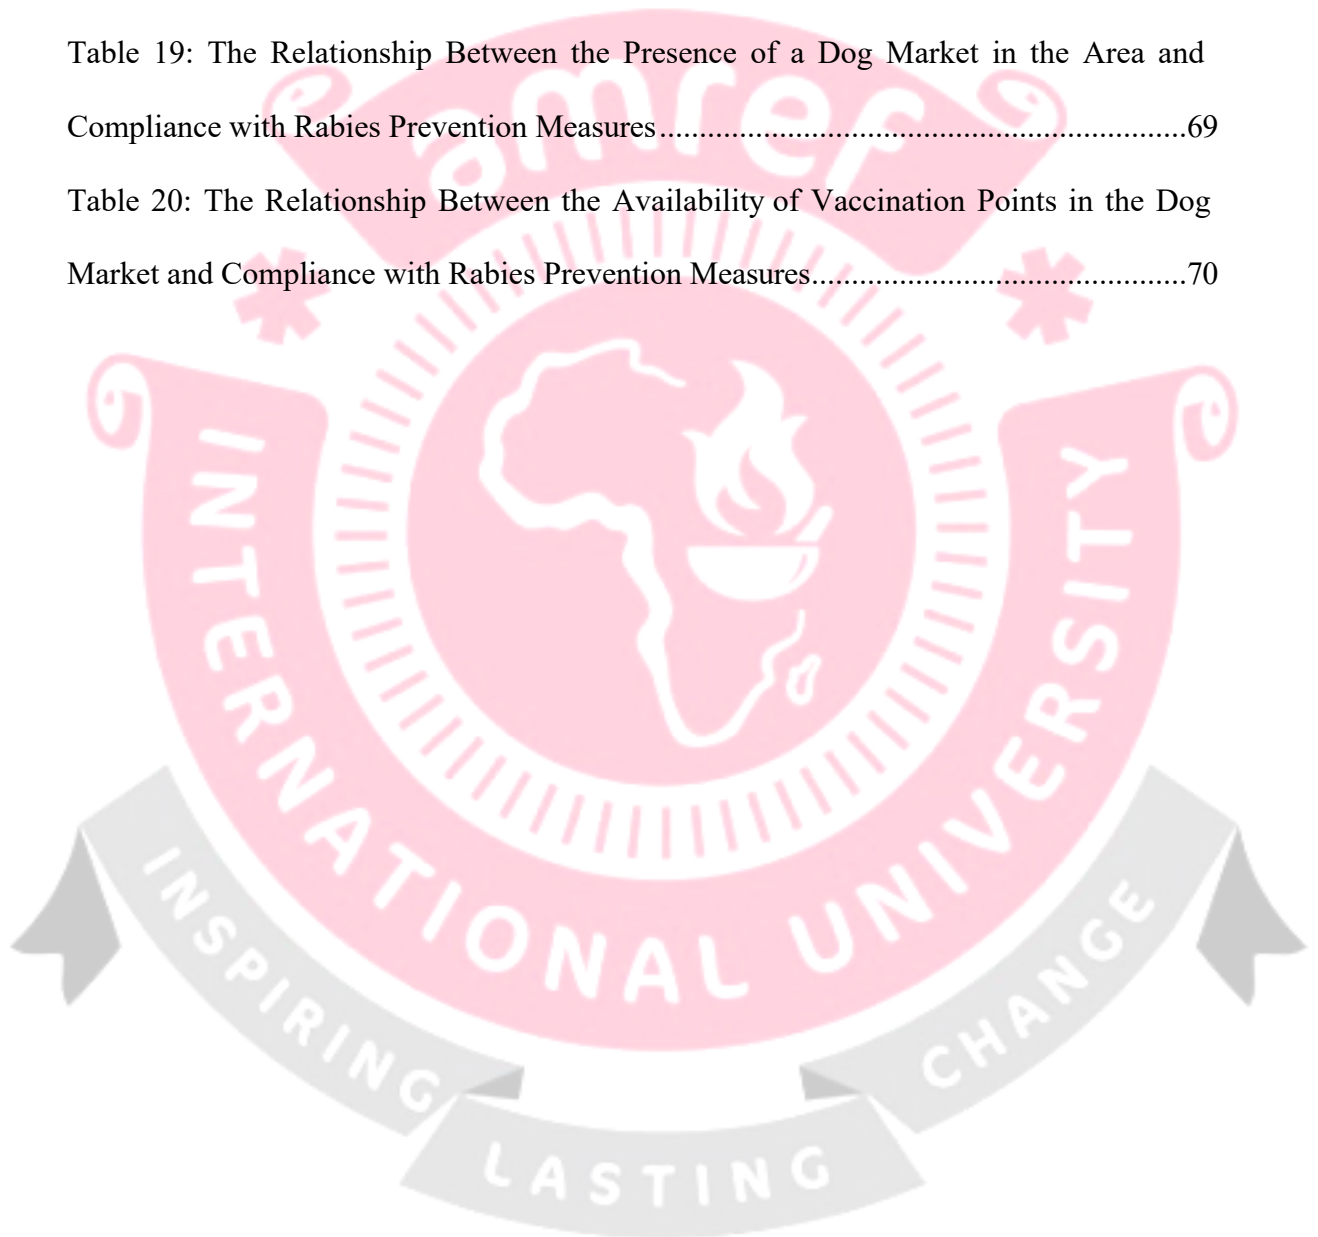 Table 19: The Relationship Between the Presence of a Dog Market in the Area and
Compliance with Rabies Prevention Measures..................................................................69
Table 20: The Relationship Between the Availability of Vaccination Points in the Dog
Market and Compliance with Rabies Prevention Measures...............................................70
amref
INTERNATIONAL UNIVERSITY
INSPIRING
LASTING
CHANGE